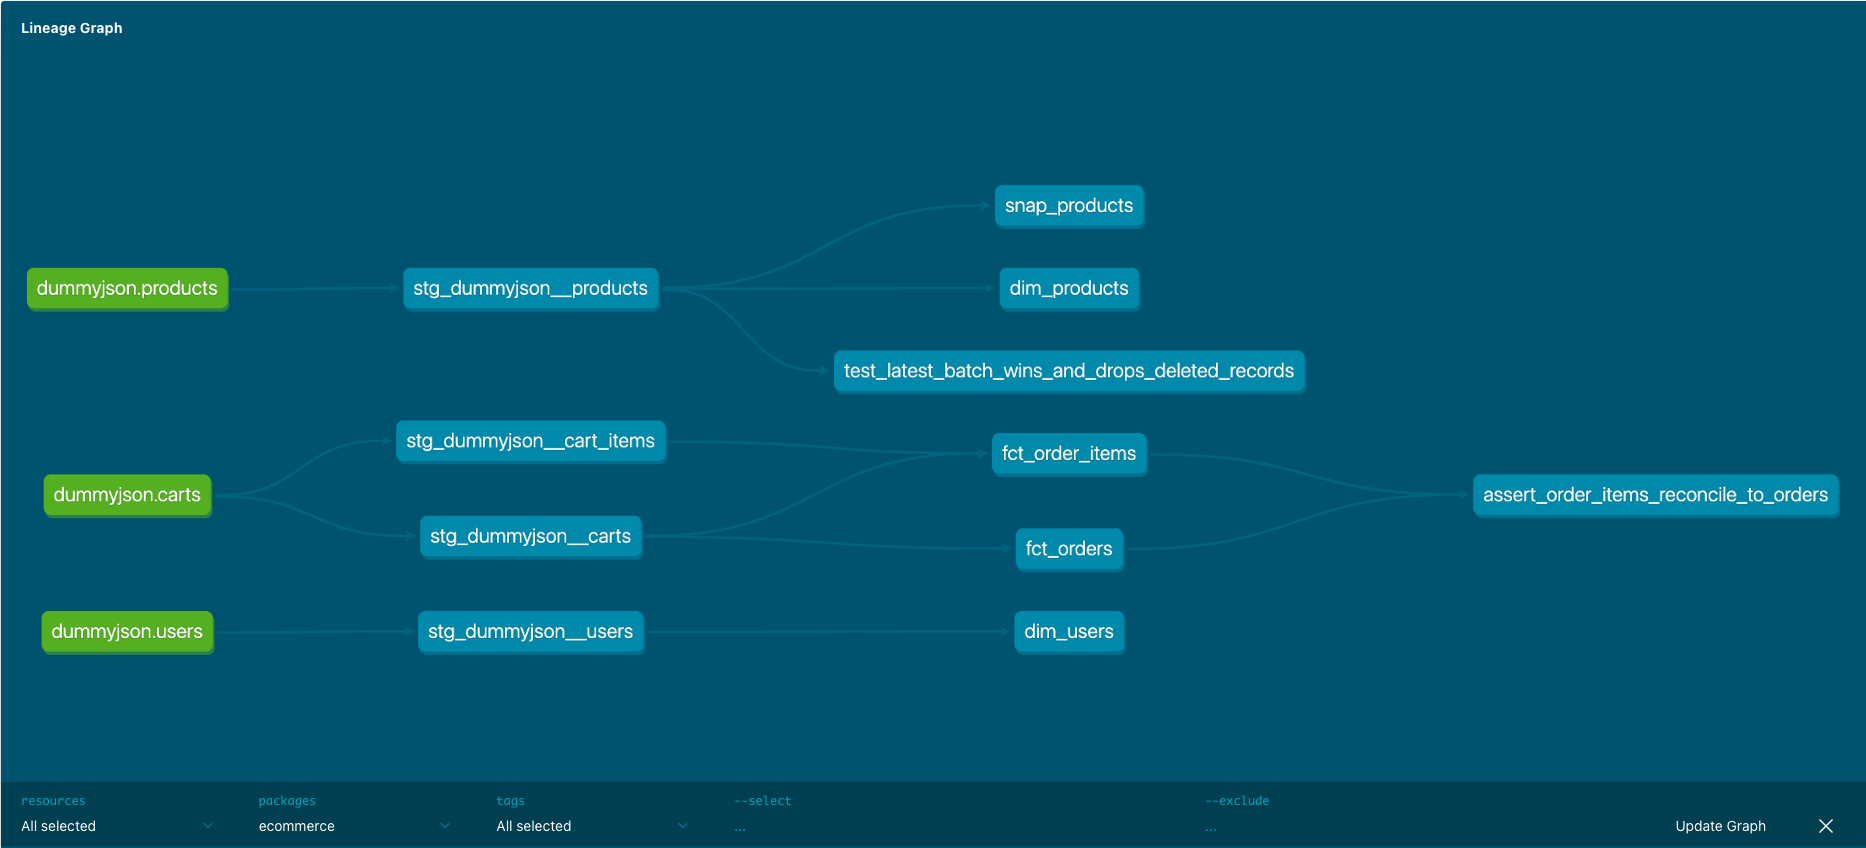 Lineage Graph
snap_products
dummyjson.products
stg_dummyjson__products
dim_products
test_latest_batch_wins_and_drops_deleted_records
stg_dummyjson__cart_items
fct_order_items
dummyjson.carts
assert_order_items_reconcile_to_orders
stg_dummyjson__carts
fct_orders
dummyjson.users
stg_dummyjson__users
dim_users
resources
All selected
packages
ecommerce
tags
All selected
--select
...
--exclude
...
Update Graph